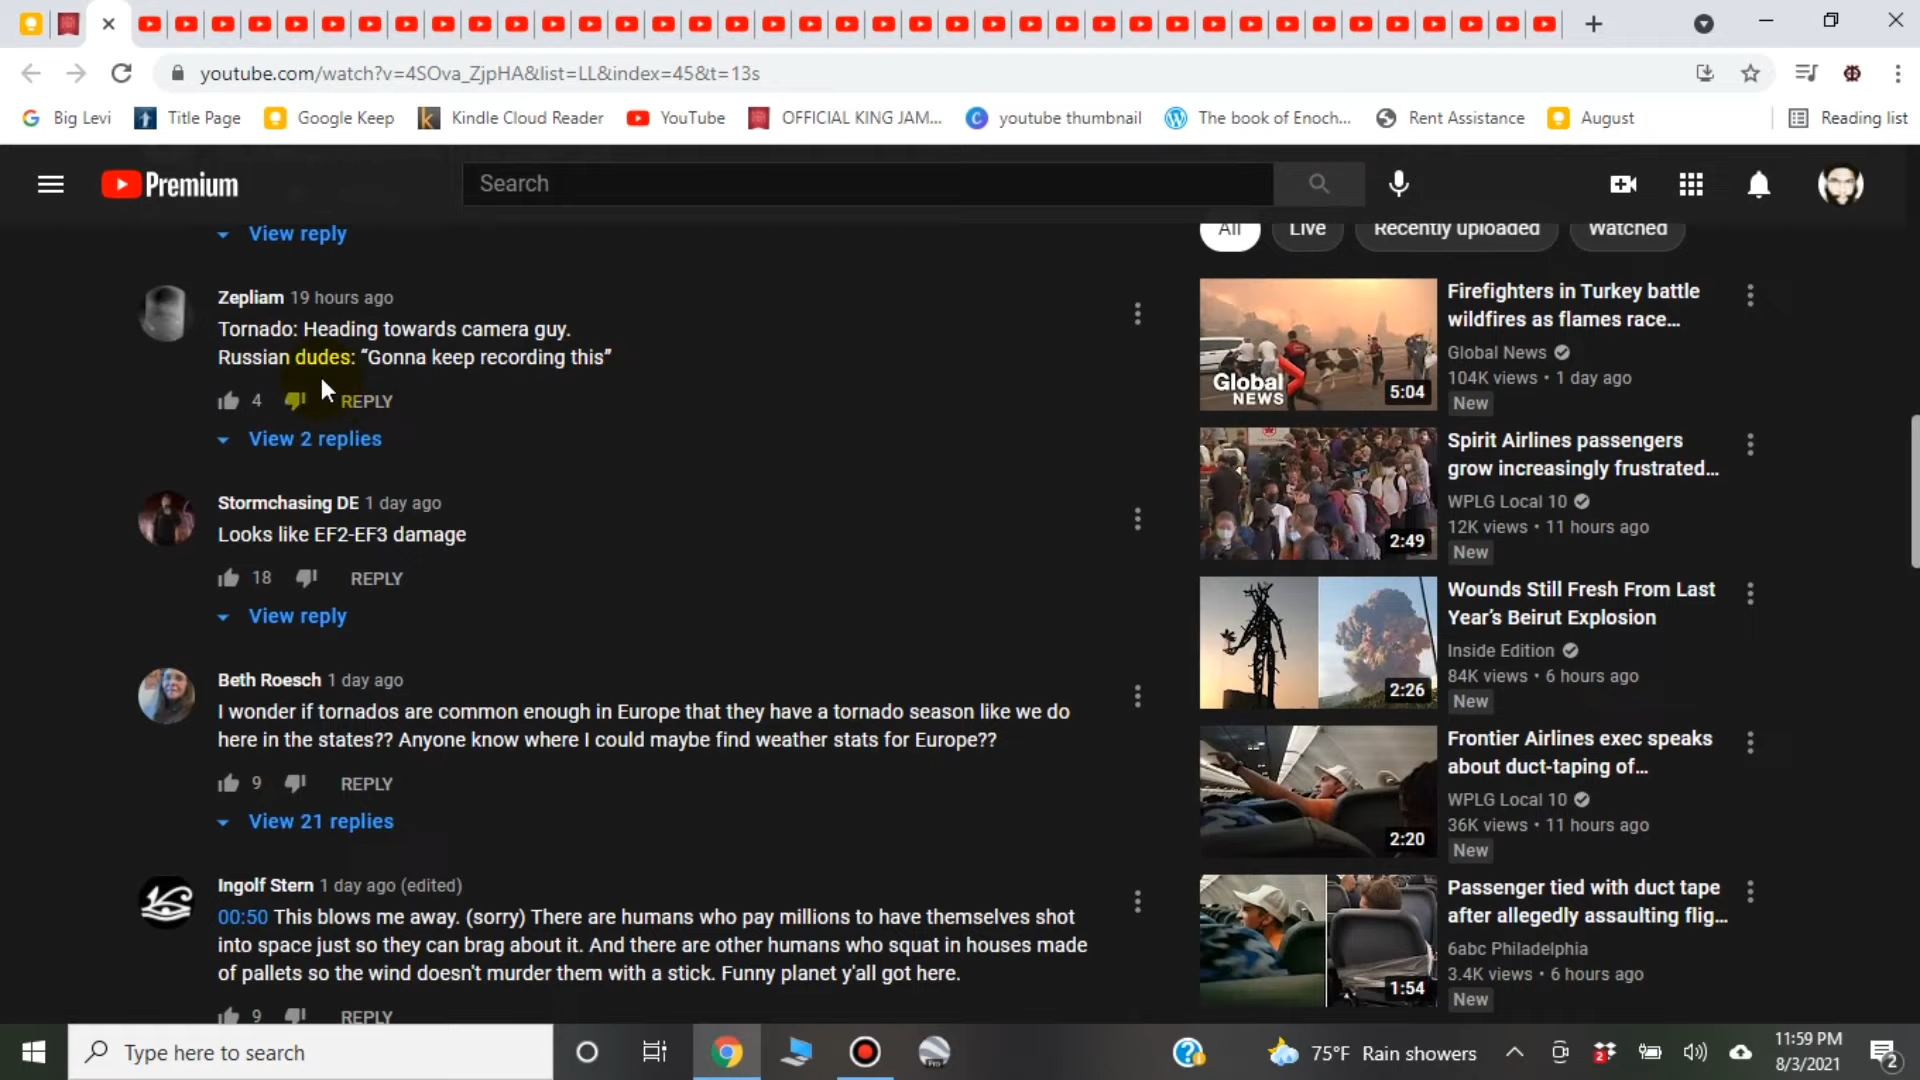 youtube.com/watch?v=4SOva_ZjpHA&list=LL&index=45&t=13s
Big Levi
Title Page
Google Keep
Kindle Cloud Reader
YouTube
OFFICIAL KING JAM...
youtube thumbnail
The book of Enoch...
Rent Assistance
August
Reading list
Premium
Search
View reply
Zepliam 19 hours ago
Tornado: Heading towards camera guy.
Russian dudes: “Gonna keep recording this”
4 REPLY
View 2 replies
Stormchasing DE 1 day ago
Looks like EF2-EF3 damage
18 REPLY
View reply
Beth Roesch 1 day ago
I wonder if tornados are common enough in Europe that they have a tornado season like we do
here in the states?? Anyone know where I could maybe find weather stats for Europe??
9 REPLY
View 21 replies
Ingolf Stern 1 day ago (edited)
00:50 This blows me away. (sorry) There are humans who pay millions to have themselves shot
into space just so they can brag about it. And there are other humans who squat in houses made
of pallets so the wind doesn't murder them with a stick. Funny planet y'all got here.
9 REPLY
All Live Recently uploaded Watched
Global NEWS
5:04
Firefighters in Turkey battle
wildfires as flames race...
Global News
104K views • 1 day ago
New
2:49
Spirit Airlines passengers
grow increasingly frustrated...
WPLG Local 10
12K views • 11 hours ago
New
2:26
Wounds Still Fresh From Last
Year’s Beirut Explosion
Inside Edition
84K views • 6 hours ago
New
2:20
Frontier Airlines exec speaks
about duct-taping of...
WPLG Local 10
36K views • 11 hours ago
New
1:54
Passenger tied with duct tape
after allegedly assaulting flig...
6abc Philadelphia
3.4K views • 6 hours ago
New
Type here to search
75°F Rain showers
2
11:59 PM
8/3/2021
2